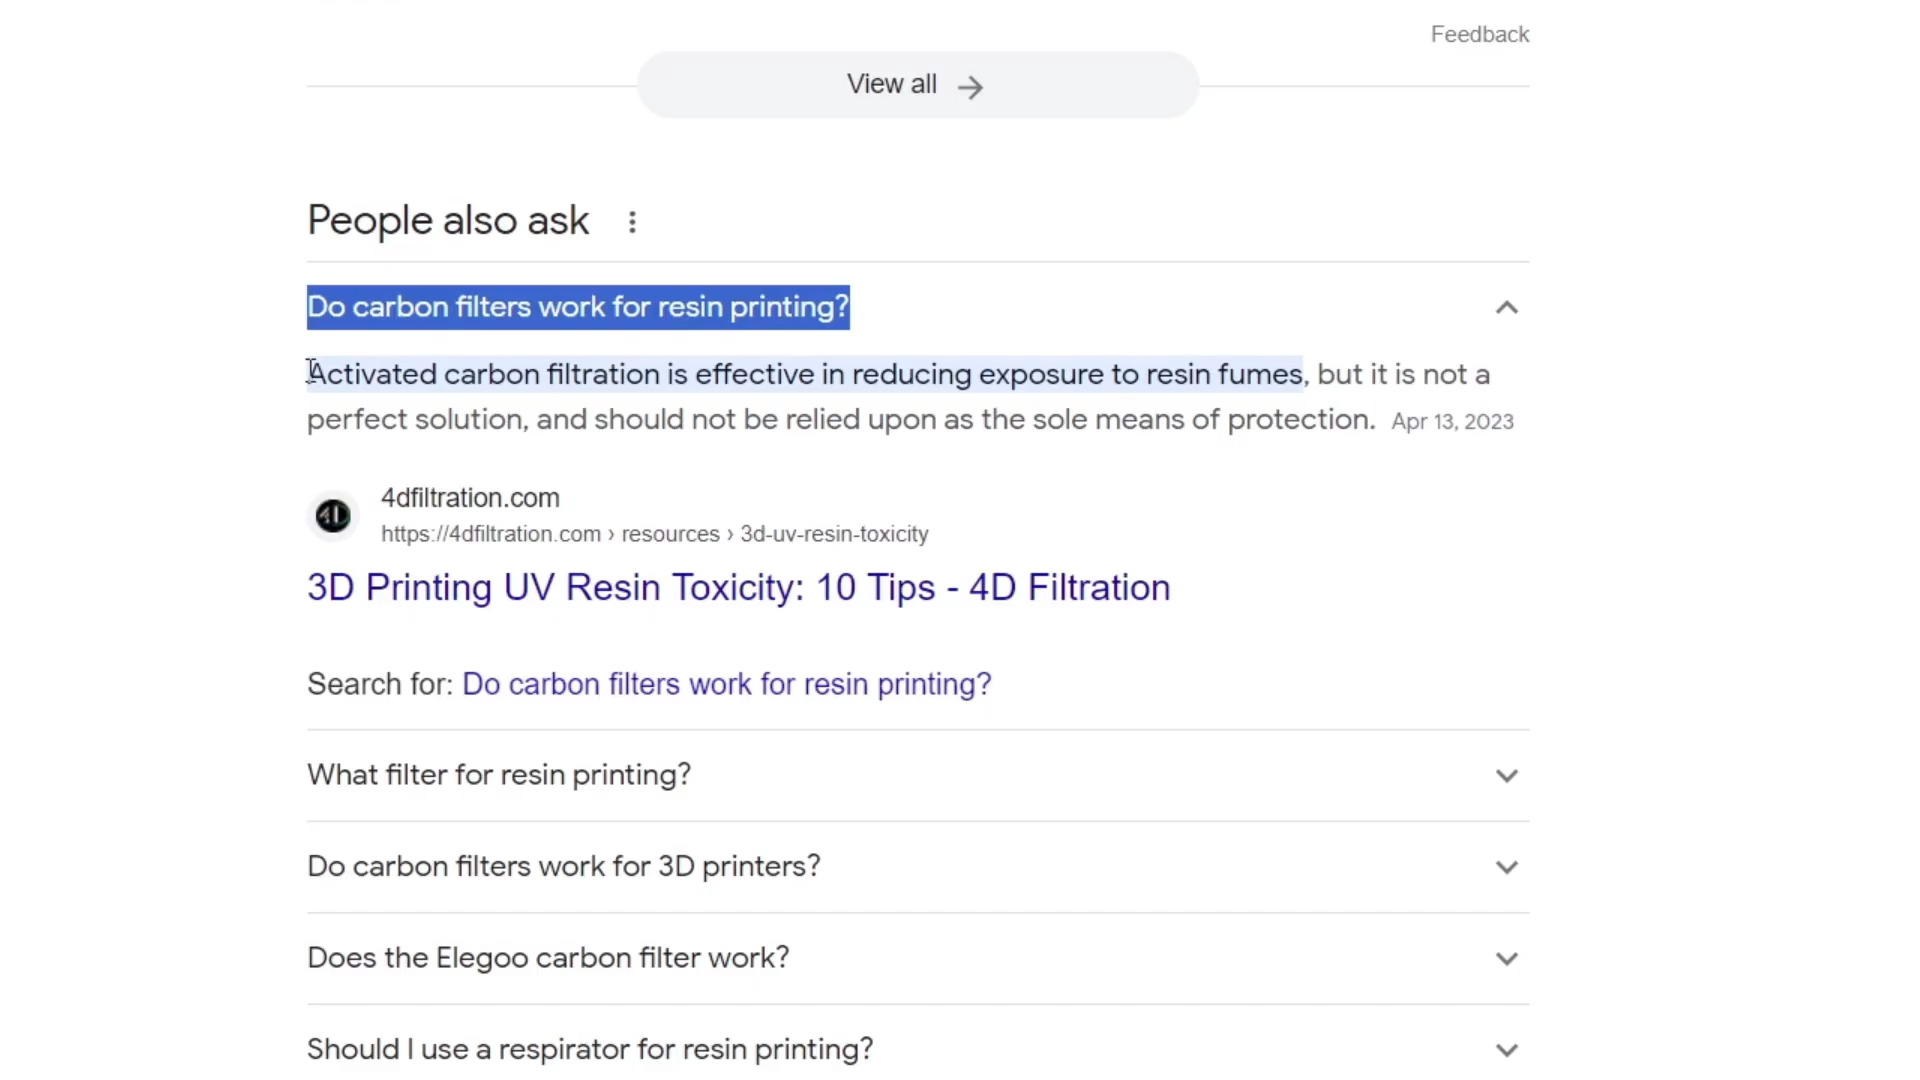 Feedback
View all
People also ask
Do carbon filters work for resin printing?
Activated carbon filtration is effective in reducing exposure to resin fumes, but it is not a
perfect solution, and should not be relied upon as the sole means of protection. Apr 13, 2023
4D
4dfiltration.com
https://4dfiltration.com › resources › 3d-uv-resin-toxicity
3D Printing UV Resin Toxicity: 10 Tips - 4D Filtration
Search for: Do carbon filters work for resin printing?
What filter for resin printing?
Do carbon filters work for 3D printers?
Does the Elegoo carbon filter work?
Should I use a respirator for resin printing?